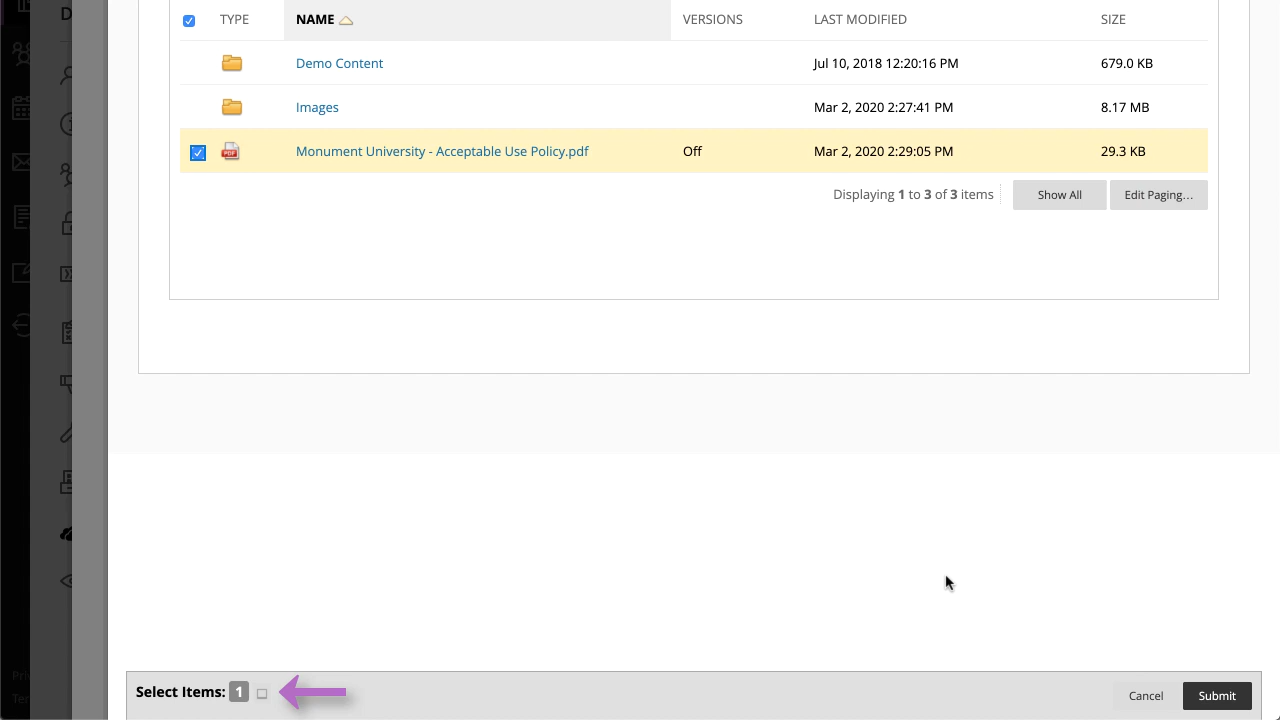 D
TYPE NAME VERSIONS LAST MODIFIED SIZE
Demo Content Jul 10, 2018 12:20:16 PM 679.0 KB
Images Mar 2, 2020 2:27:41 PM 8.17 MB
PDF Monument University - Acceptable Use Policy.pdf Off Mar 2, 2020 2:29:05 PM 29.3 KB
Displaying 1 to 3 of 3 items Show All Edit Paging...
Select Items: 1 Cancel Submit